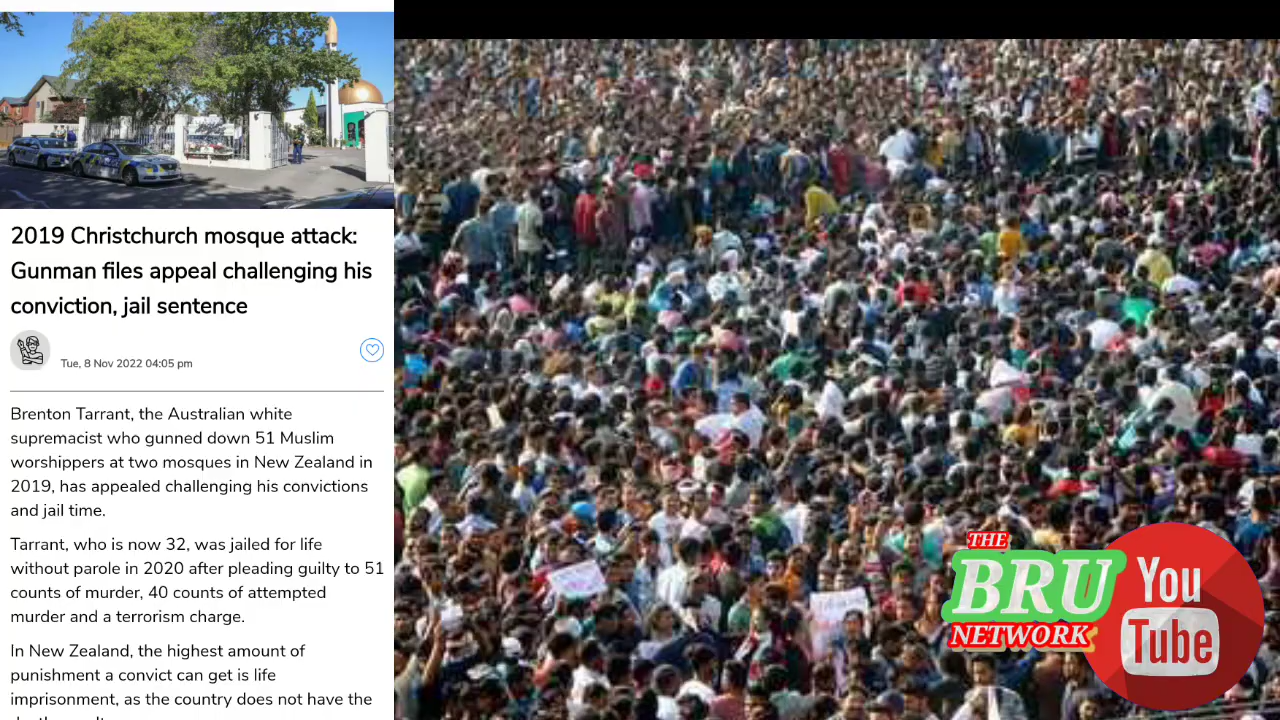 2019 Christchurch mosque attack:
Gunman files appeal challenging his
conviction, jail sentence
Tue, 8 Nov 2022 04:05 pm
Brenton Tarrant, the Australian white
supremacist who gunned down 51 Muslim
worshippers at two mosques in New Zealand in
2019, has appealed challenging his convictions
and jail time.
Tarrant, who is now 32, was jailed for life
without parole in 2020 after pleading guilty to 51
counts of murder, 40 counts of attempted
murder and a terrorism charge.
In New Zealand, the highest amount of
punishment a convict can get is life
imprisonment, as the country does not have the
THE
BRU
NETWORK
You
Tube